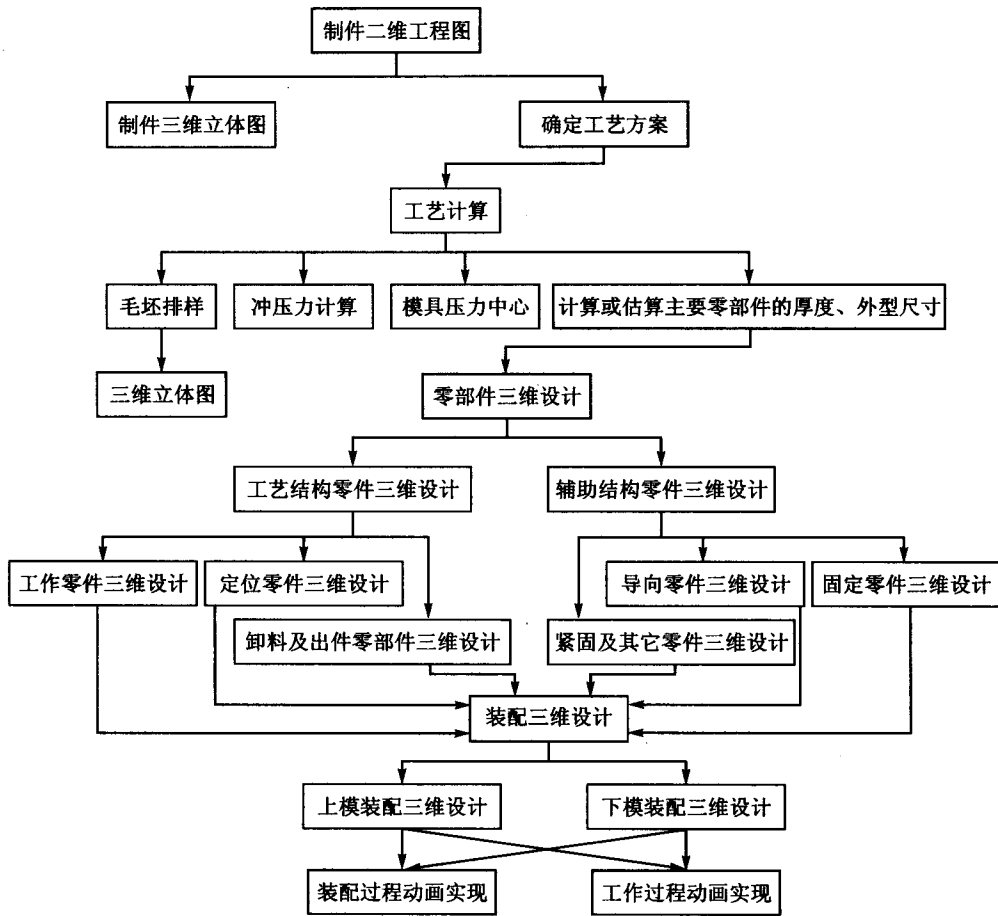 制件二维工程图
制件三维立体图
确定工艺方案
工艺计算
毛坯排样
冲压力计算
模具压力中心
计算或估算主要零部件的厚度、外型尺寸
三维立体图
零部件三维设计
工艺结构零件三维设计
辅助结构零件三维设计
工作零件三维设计
定位零件三维设计
导向零件三维设计
固定零件三维设计
卸料及出件零部件三维设计
紧固及其它零件三维设计
装配三维设计
上模装配三维设计
下模装配三维设计
装配过程动画实现
工作过程动画实现